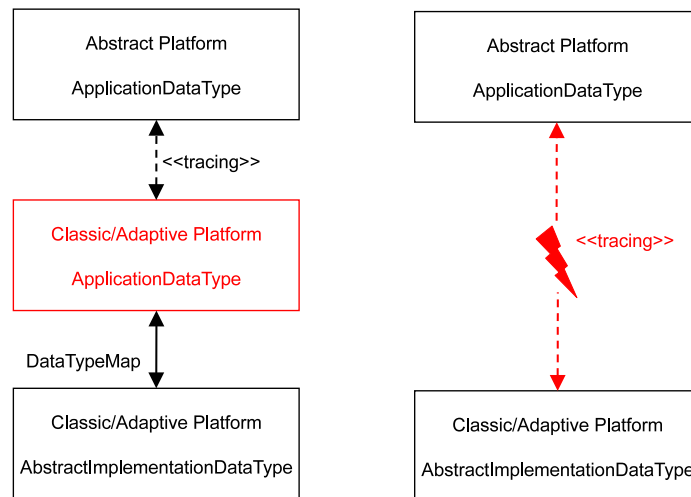 Abstract Platform
ApplicationDataType
<<tracing>>
Classic/Adaptive Platform
ApplicationDataType
DataTypeMap
Classic/Adaptive Platform
AbstractImplementationDataType
Abstract Platform
ApplicationDataType
<<tracing>>
Classic/Adaptive Platform
AbstractImplementationDataType